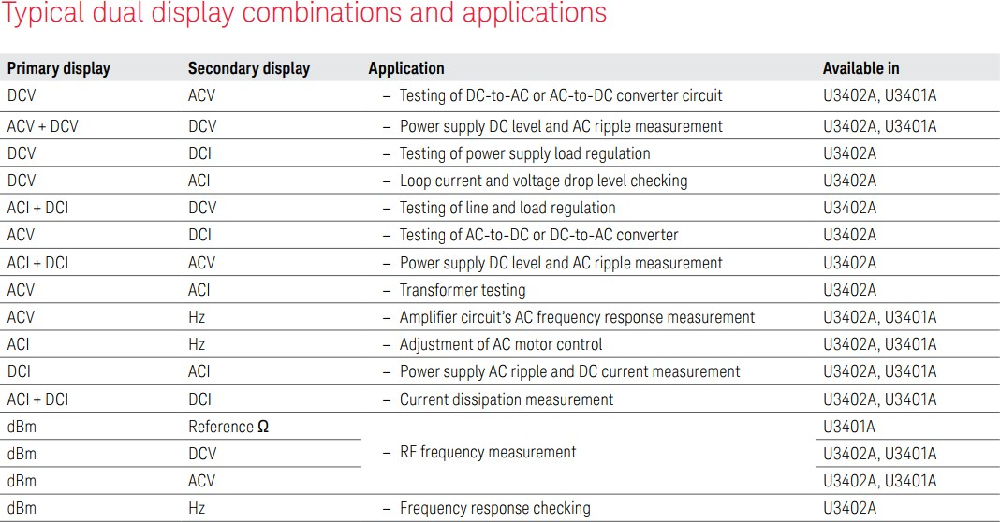 Typical dual display combinations and applications
Primary display Secondary display Application Available in
DCV ACV – Testing of DC-to-AC or AC-to-DC converter circuit U3402A, U3401A
ACV + DCV DCV – Power supply DC level and AC ripple measurement U3402A, U3401A
DCV DCI – Testing of power supply load regulation U3402A
DCV ACI – Loop current and voltage drop level checking U3402A
ACI + DCI DCV – Testing of line and load regulation U3402A
ACV DCI – Testing of AC-to-DC or DC-to-AC converter U3402A
ACI + DCI ACV – Power supply DC level and AC ripple measurement U3402A
ACV ACI – Transformer testing U3402A
ACV Hz – Amplifier circuit's AC frequency response measurement U3402A, U3401A
ACI Hz – Adjustment of AC motor control U3402A, U3401A
DCI ACI – Power supply AC ripple and DC current measurement U3402A, U3401A
ACI + DCI DCI – Current dissipation measurement U3402A, U3401A
dBm Reference Ω U3401A
dBm DCV – RF frequency measurement U3402A, U3401A
dBm ACV U3402A, U3401A
dBm Hz – Frequency response checking U3402A